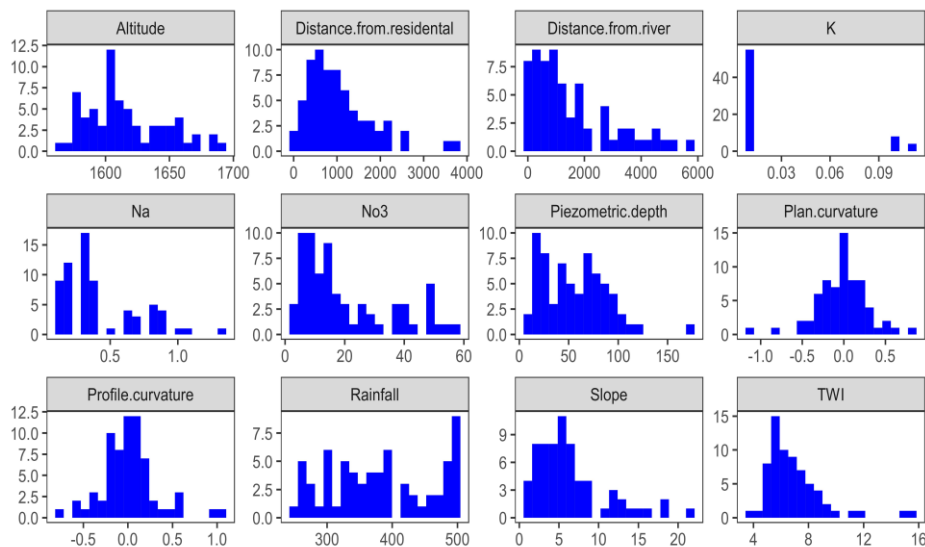 Altitude Distance.from.residental Distance.from.river K
12.5 10.0 7.5 5.0 2.5 0.0
1600 1650 1700
10.0 7.5 5.0 2.5 0.0
0 1000 2000 3000 4000
7.5 5.0 2.5 0.0
0 2000 4000 6000
40 20 0
0.03 0.06 0.09
Na No3 Piezometric.depth Plan.curvature
15 10 5 0
0.5 1.0
10.0 7.5 5.0 2.5 0.0
0 20 40 60
10.0 7.5 5.0 2.5 0.0
0 50 100 150
15 10 5 0
-1.0 -0.5 0.0 0.5
Profile.curvature Rainfall Slope TWI
12.5 10.0 7.5 5.0 2.5 0.0
-0.5 0.0 0.5 1.0
7.5 5.0 2.5 0.0
300 400 500
9 6 3 0
0 5 10 15 20
15 10 5 0
4 8 12 16